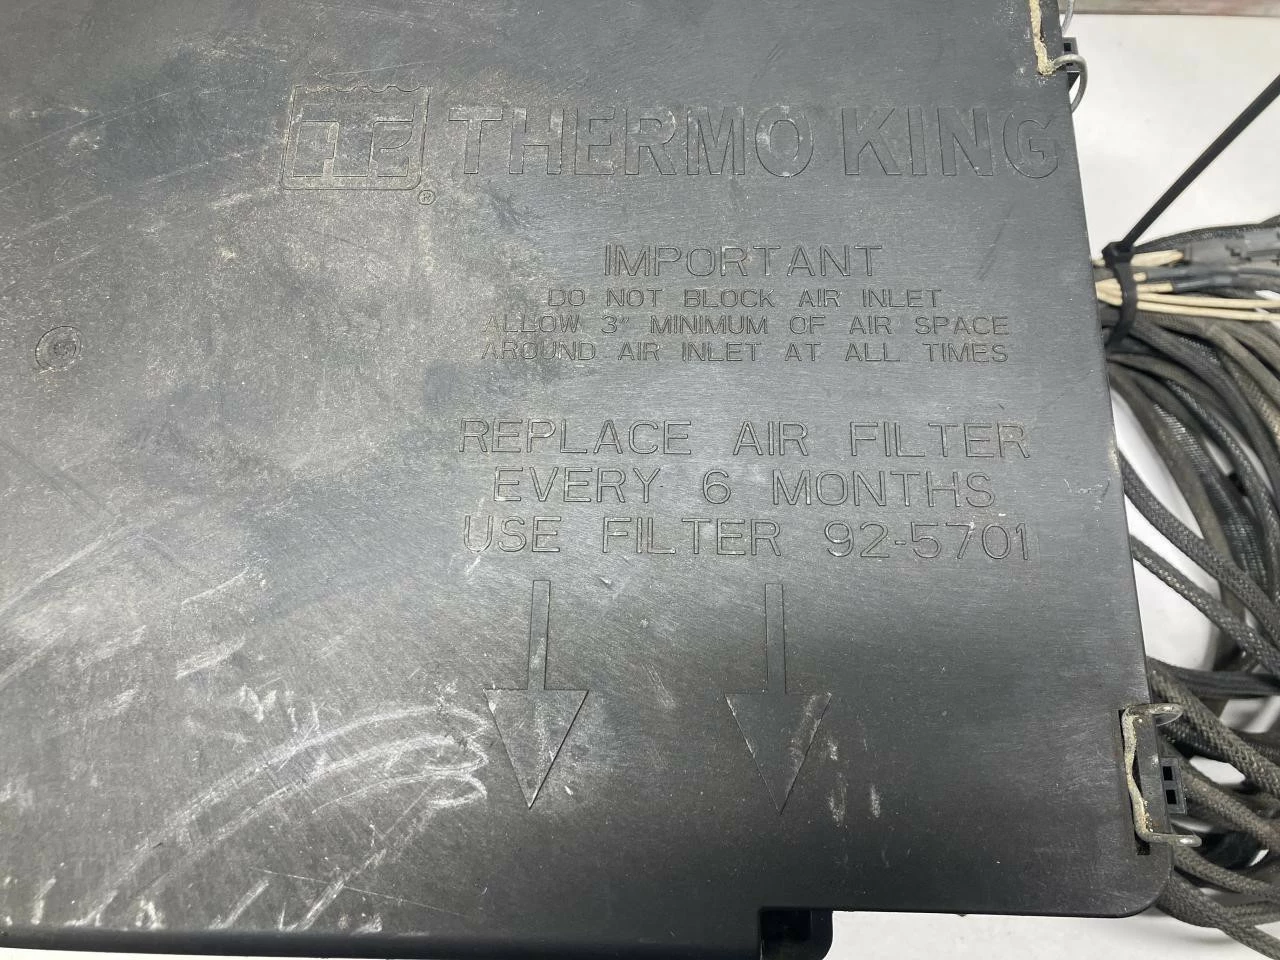 TK® THERMO KING
IMPORTANT
DO NOT BLOCK AIR INLET
ALLOW 3" MINIMUM OF AIR SPACE
AROUND AIR INLET AT ALL TIMES
REPLACE AIR FILTER
EVERY 6 MONTHS
USE FILTER 92-5701